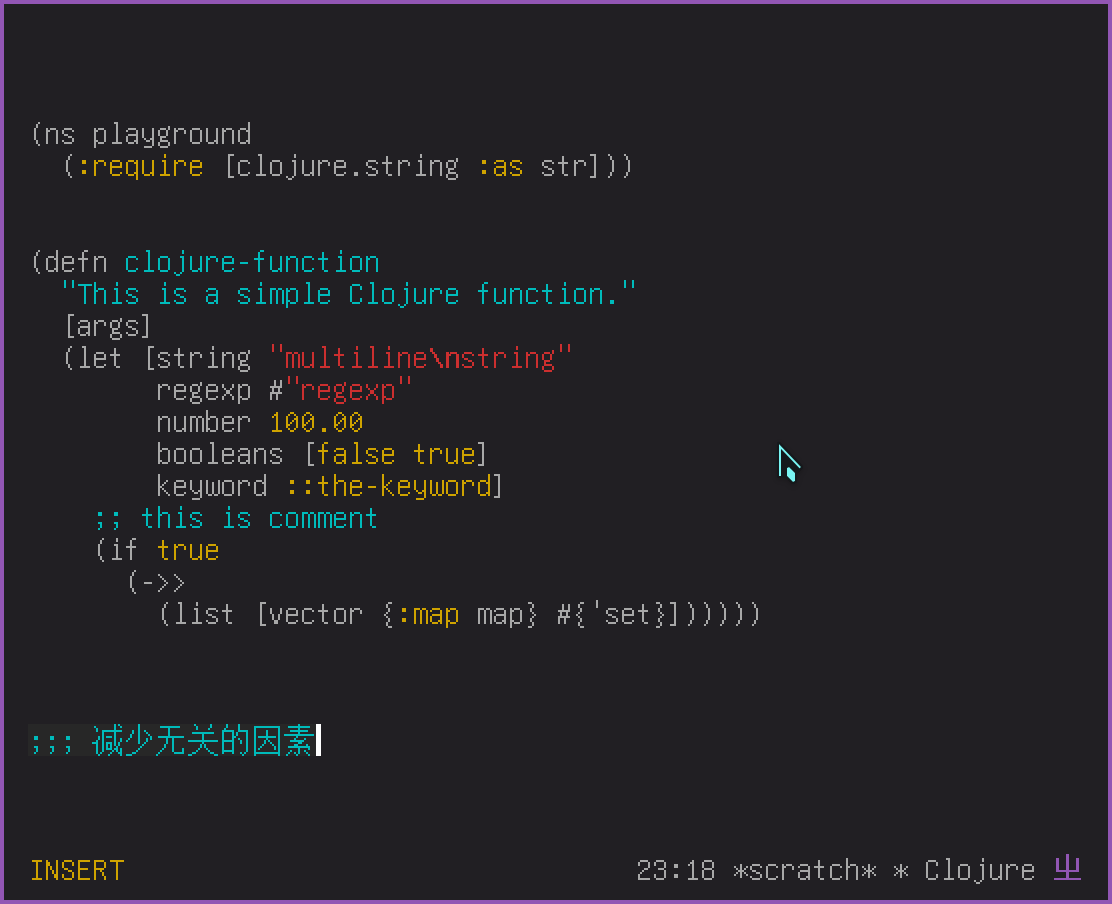 (ns playground
  (:require [clojure.string :as str]))
(defn clojure-function
  "This is a simple Clojure function."
  [args]
  (let [string "multiline\nstring"
        regexp #"regexp"
        number 100.00
        booleans [false true]
        keyword ::the-keyword]
    ;; this is comment
    (if true
      (->>
        (list [vector {:map map} #{'set}])))))
;;; 减少无关的因素
INSERT
23:18 *scratch* * Clojure